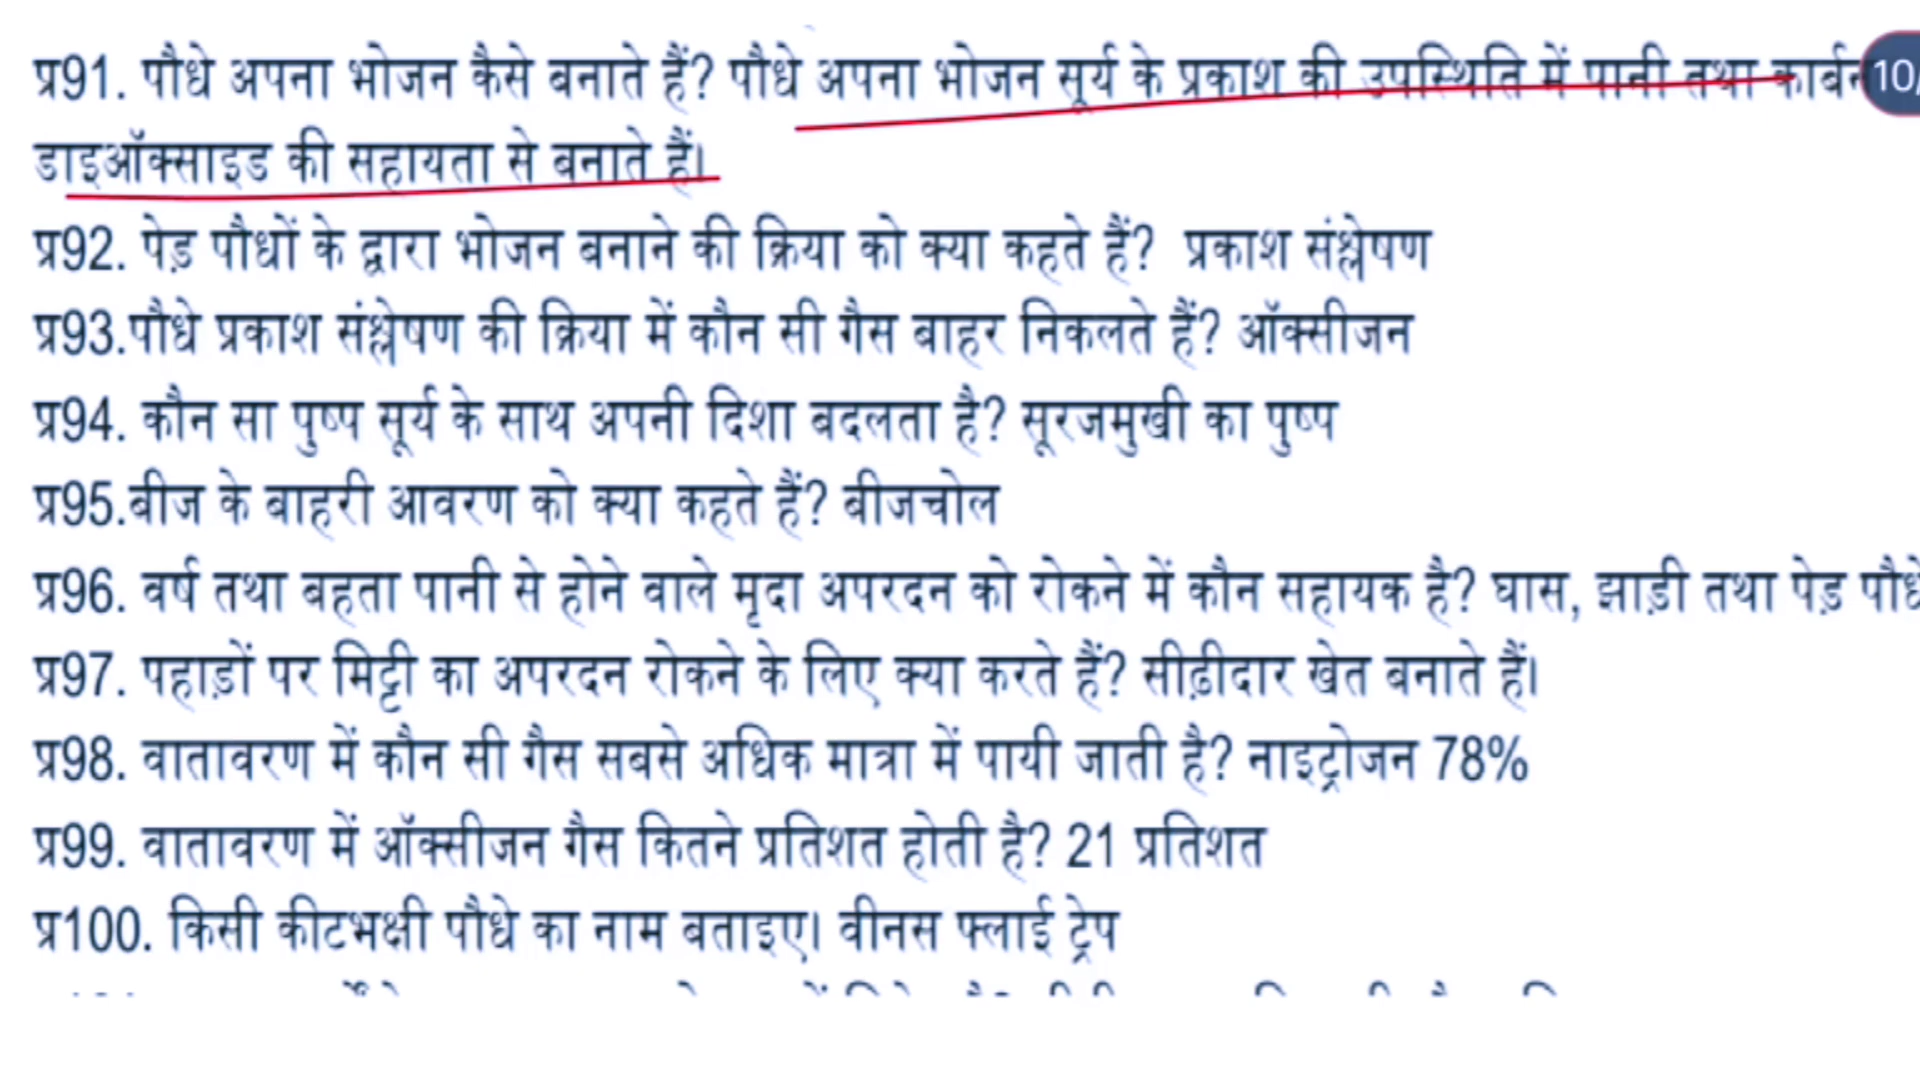 प्र91. पौधे अपना भोजन कैसे बनाते हैं? पौधे अपना भोजन सूर्य के प्रकाश की उपस्थिति में पानी तथा कार्बन 10
डाइऑक्साइड की सहायता से बनाते हैं।
प्र92. पेड़ पौधों के द्वारा भोजन बनाने की क्रिया को क्या कहते हैं? प्रकाश संश्लेषण
प्र93.पौधे प्रकाश संश्लेषण की क्रिया में कौन सी गैस बाहर निकलते हैं? ऑक्सीजन
प्र94. कौन सा पुष्प सूर्य के साथ अपनी दिशा बदलता है? सूरजमुखी का पुष्प
प्र95.बीज के बाहरी आवरण को क्या कहते हैं? बीजचोल
प्र96. वर्ष तथा बहता पानी से होने वाले मृदा अपरदन को रोकने में कौन सहायक है? घास, झाड़ी तथा पेड़ पौधे
प्र97. पहाड़ों पर मिट्टी का अपरदन रोकने के लिए क्या करते हैं? सीढ़ीदार खेत बनाते हैं।
प्र98. वातावरण में कौन सी गैस सबसे अधिक मात्रा में पायी जाती है? नाइट्रोजन 78%
प्र99. वातावरण में ऑक्सीजन गैस कितने प्रतिशत होती है? 21 प्रतिशत
प्र100. किसी कीटभक्षी पौधे का नाम बताइए। वीनस फ्लाई ट्रेप